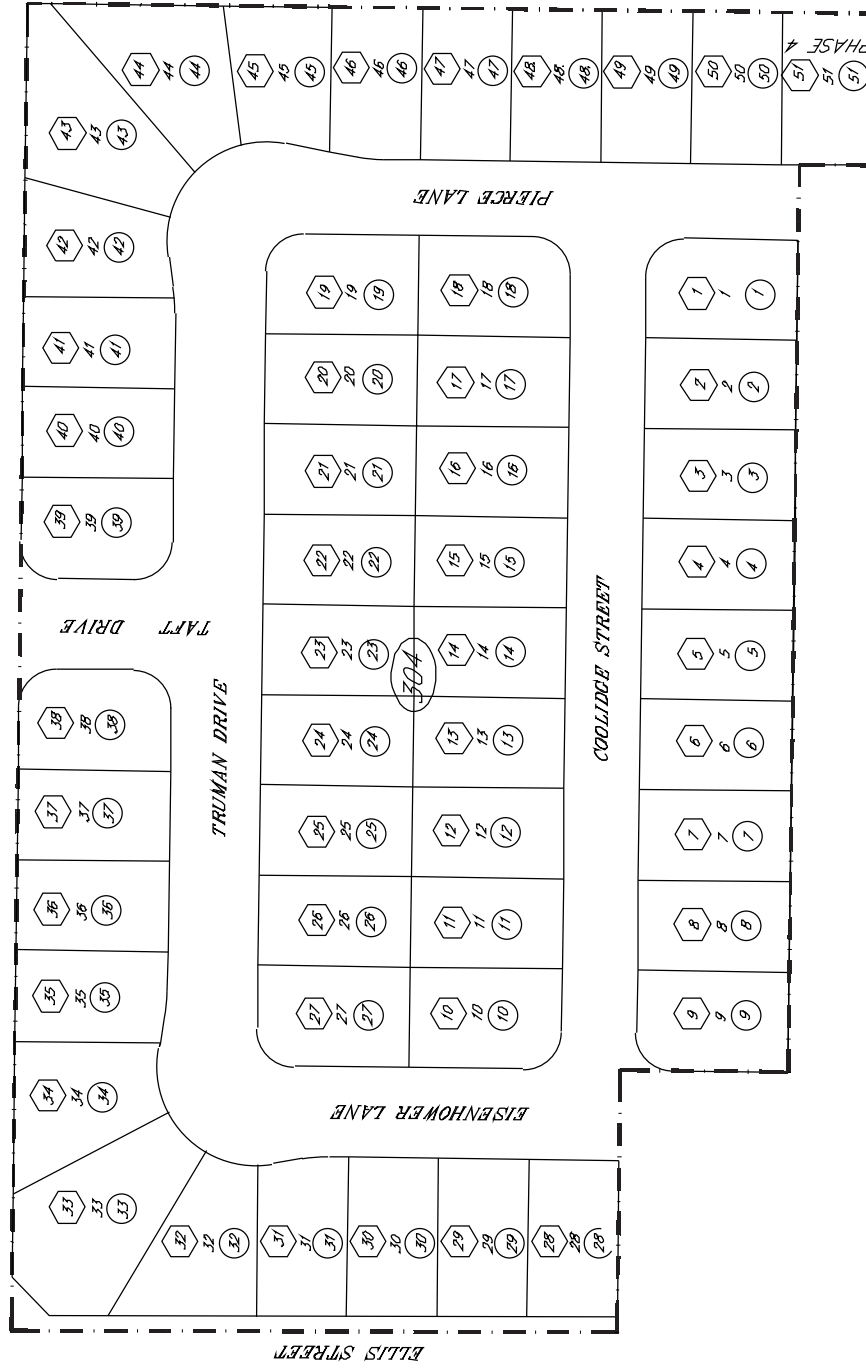 PHASE 4
44 44 44
45 45 45
46 46 46
47 47 47
48 48 48
49 49 49
50 50 50
51 51 51
43 43 43
PIERCE LANE
42 42 42
19 19 19
18 18 18
1 1 1
41 41 41
20 20 20
17 17 17
2 2 2
40 40 40
21 21 21
16 16 16
3 3 3
39 39 39
22 22 22
15 15 15
4 4 4
TAFT DRIVE
23 23 23
304
14 14 14
COOLIDGE STREET
5 5 5
38 38 38
TRUMAN DRIVE
24 24 24
13 13 13
6 6 6
37 37 37
25 25 25
12 12 12
7 7 7
36 36 36
26 26 26
11 11 11
8 8 8
35 35 35
27 27 27
10 10 10
9 9 9
34 34 34
EISENHOWER LANE
33 33 33
32 32 32
31 31 31
30 30 30
29 29 29
28 28 28
ELLIS STREET